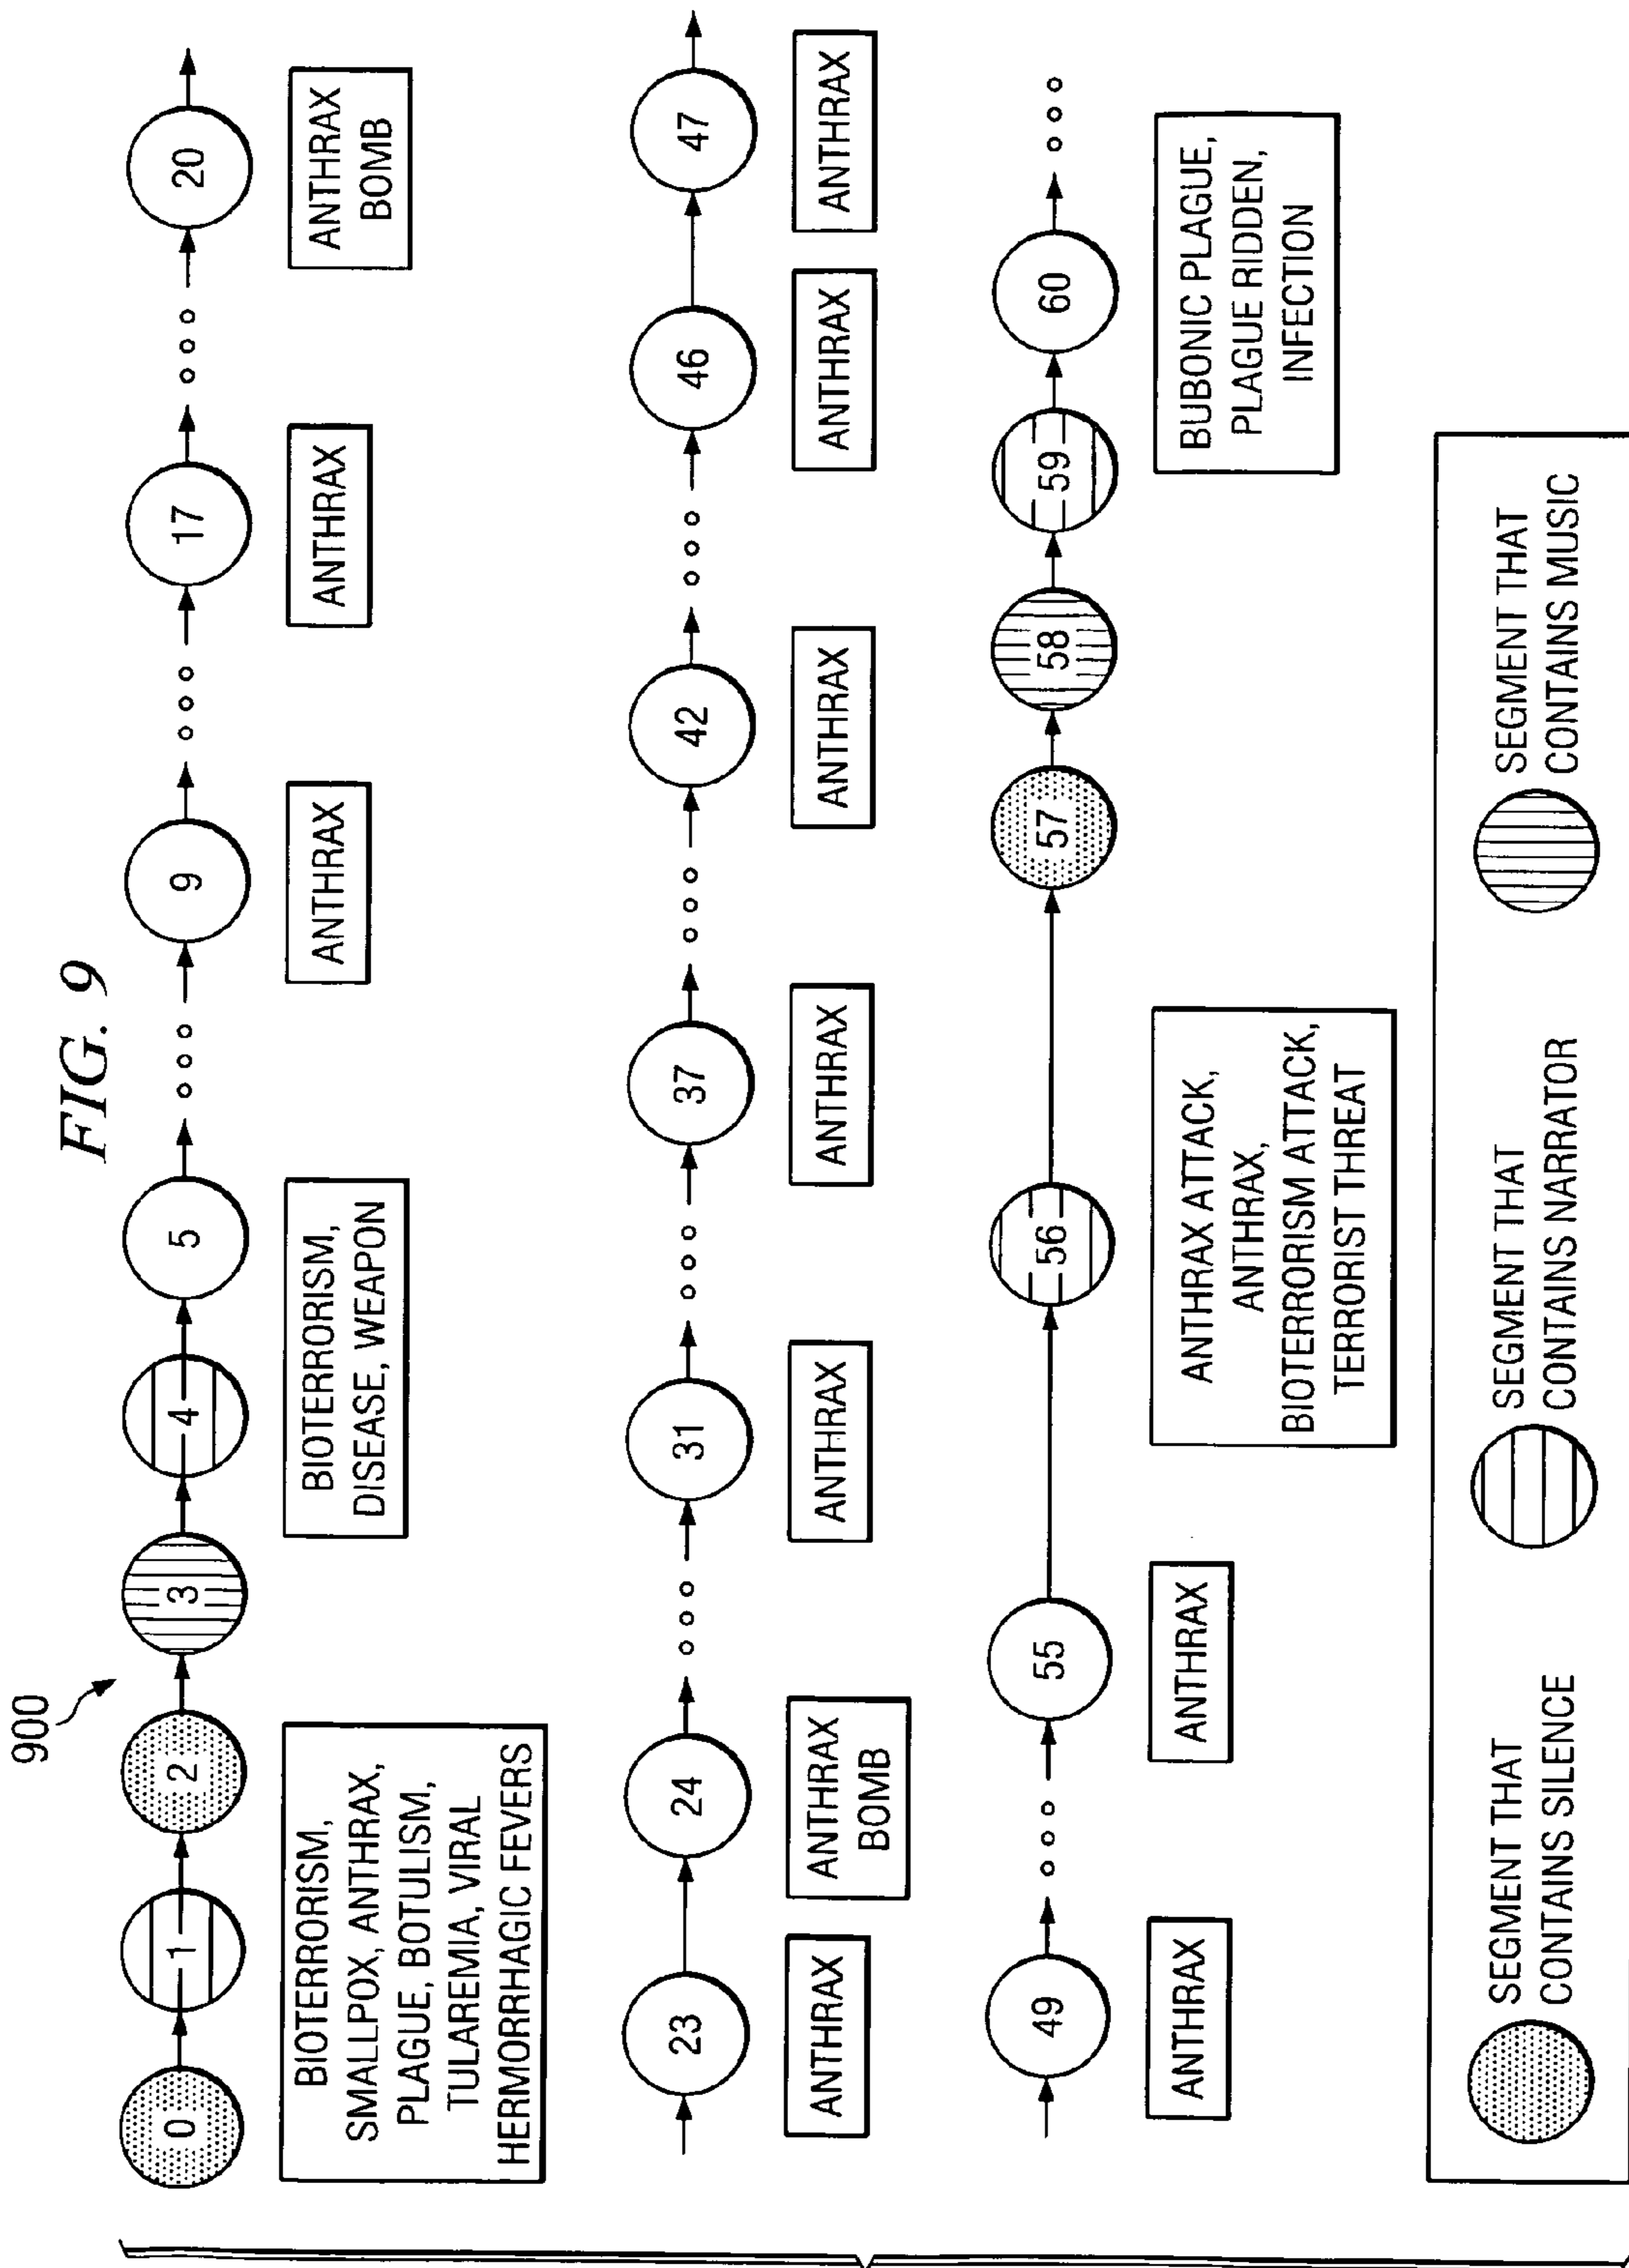 FIG. 9
900
0
1
2
3
4
5
9
17
20
BIOTERRORISM,
SMALLPOX, ANTHRAX,
PLAGUE, BOTULISM,
TULAREMIA, VIRAL
HERMORRHAGIC FEVERS
BIOTERRORISM,
DISEASE, WEAPON
ANTHRAX
ANTHRAX
ANTHRAX
BOMB
23
24
31
37
42
46
47
ANTHRAX
ANTHRAX
BOMB
ANTHRAX
ANTHRAX
ANTHRAX
ANTHRAX
ANTHRAX
49
55
56
57
58
59
60
ANTHRAX
ANTHRAX
ANTHRAX ATTACK,
ANTHRAX,
BIOTERRORISM ATTACK,
TERRORIST THREAT
BUBONIC PLAGUE,
PLAGUE RIDDEN,
INFECTION
SEGMENT THAT
CONTAINS SILENCE
SEGMENT THAT
CONTAINS NARRATOR
SEGMENT THAT
CONTAINS MUSIC